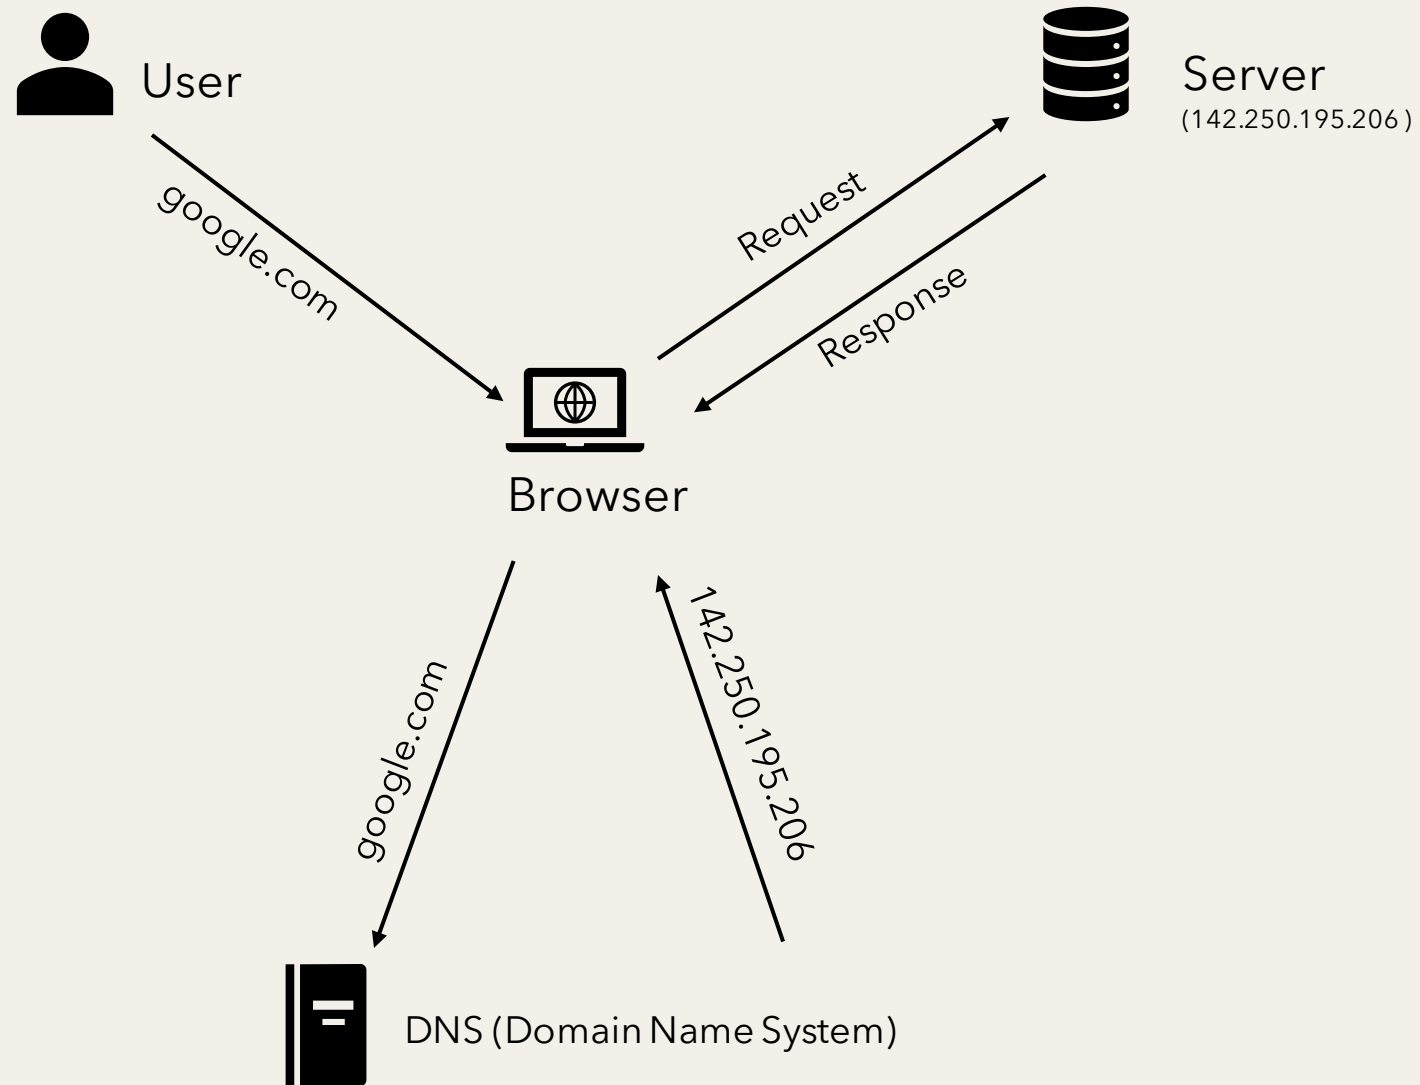 User
Server
(142.250.195.206 )
google.com
Request
Response
Browser
google.com
142.250.195.206
DNS (Domain Name System)